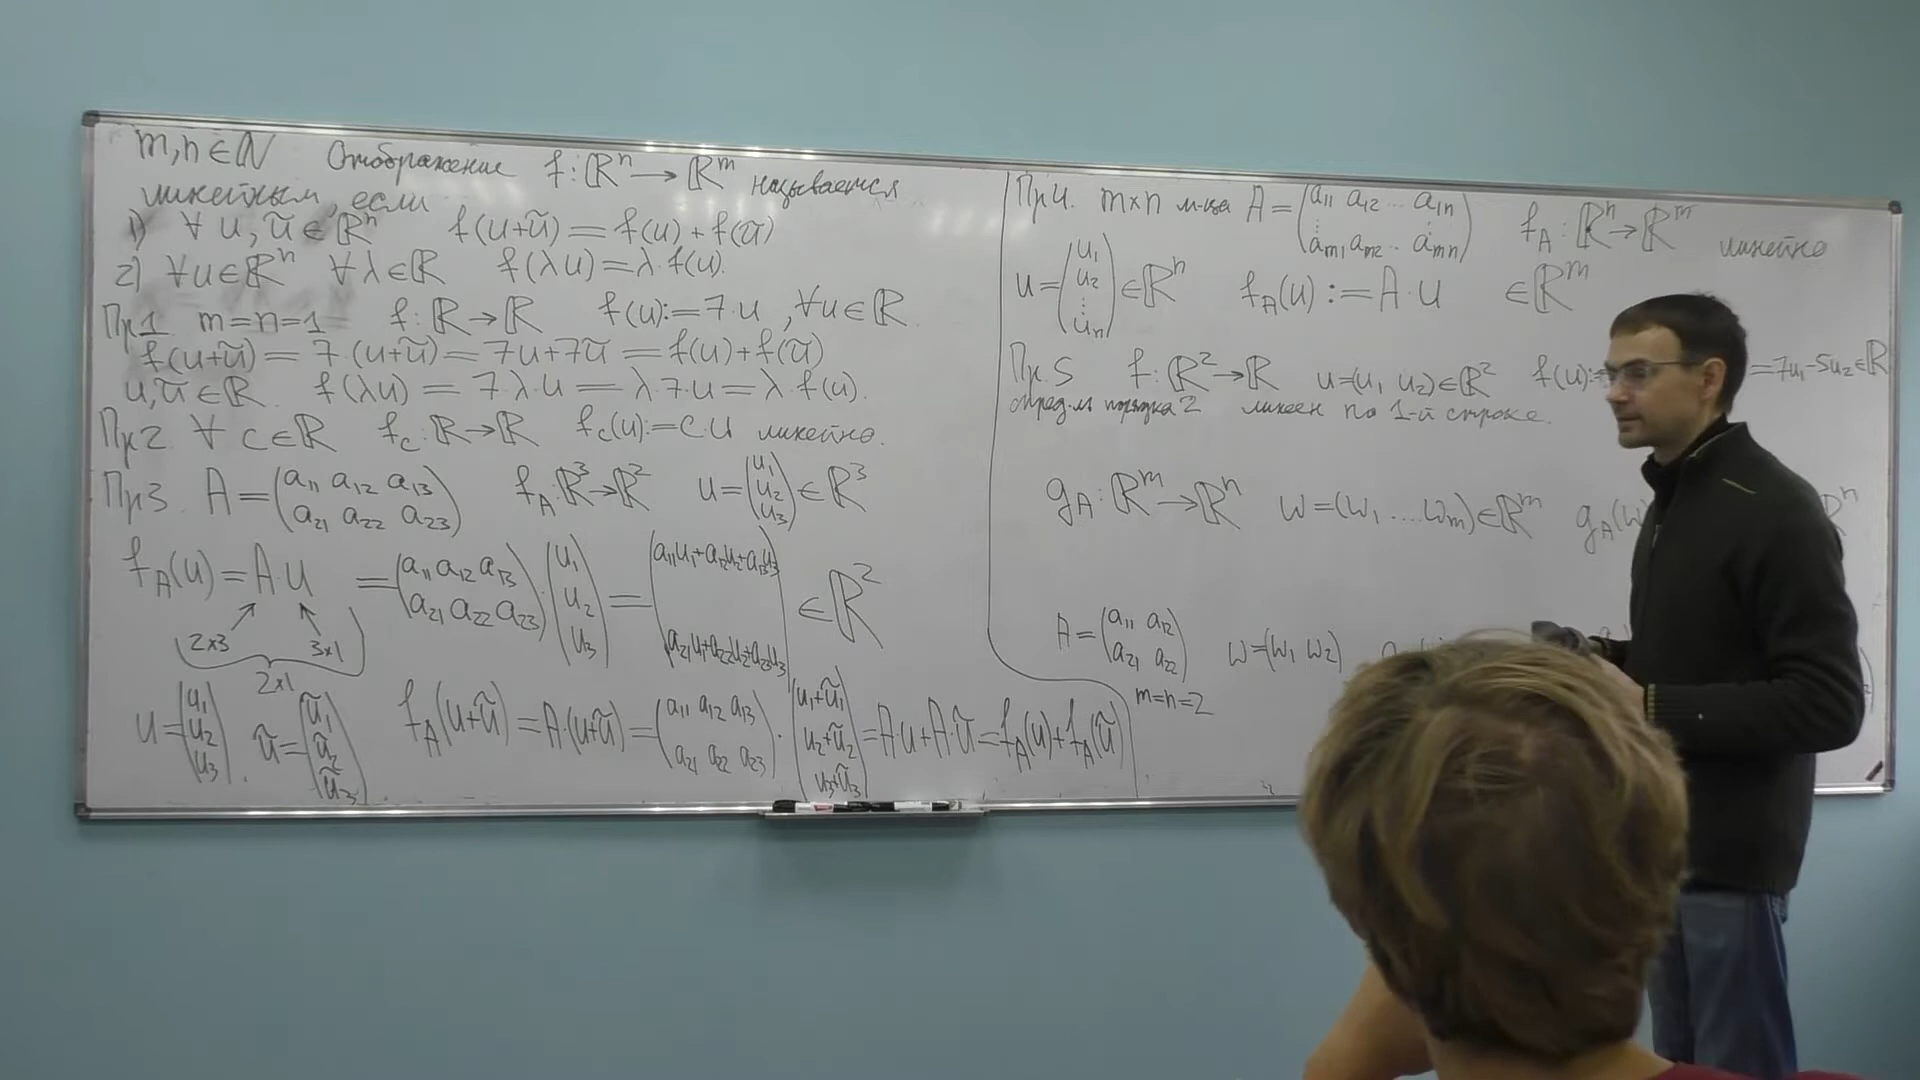 m,n∈ℕ Отображение f:ℝⁿ→ℝᵐ называется
линейным, если
1) ∀ u, ũ∈ℝⁿ f(u+ũ)=f(u)+f(ũ)
2) ∀u∈ℝⁿ ∀λ∈ℝ f(λu)=λ·f(u).
Пр1 m=n=1 f:ℝ→ℝ f(u):=7·u ,∀u∈ℝ
f(u+ũ)=7·(u+ũ)=7u+7ũ=f(u)+f(ũ)
u,ũ∈ℝ. f(λu)=7·λ·u=λ·7·u=λ·f(u).
Пр2 ∀ c∈ℝ f_c:ℝ→ℝ f_c(u):=c·u линейно.
Пр3 A=(a₁₁ a₁₂ a₁₃ / a₂₁ a₂₂ a₂₃) f_A:ℝ³→ℝ² u=(u₁ / u₂ / u₃)∈ℝ³
f_A(u)=A·u =(a₁₁ a₁₂ a₁₃ / a₂₁ a₂₂ a₂₃)·(u₁ / u₂ / u₃)=(a₁₁u₁+a₁₂u₂+a₁₃u₃ / a₂₁u₁+a₂₂u₂+a₂₃u₃) ∈ℝ²
2×3 3×1
2×1
u=(u₁ / u₂ / u₃). ũ=(ũ₁ / ũ₂ / ũ₃) f_A(u+ũ)=A·(u+ũ)=(a₁₁ a₁₂ a₁₃ / a₂₁ a₂₂ a₂₃)·(u₁+ũ₁ / u₂+ũ₂ / u₃+ũ₃)=A·u+A·ũ=f_A(u)+f_A(ũ)
Пр4. m×n м-ца A=(a₁₁ a₁₂ … a₁ₙ / ⋮ / aₘ₁ aₘ₂ … aₘₙ) f_A:ℝⁿ→ℝᵐ линейно
u=(u₁ / u₂ / ⋮ / uₙ)∈ℝⁿ f_A(u):=A·u ∈ℝᵐ
Пр.5 f:ℝ²→ℝ u=(u₁ u₂)∈ℝ² f(u):= =7u₁-5u₂∈ℝ
порядка 2 линеен по 1-й строке.
g_A:ℝᵐ→ℝⁿ w=(w₁ …wₘ)∈ℝᵐ g_A(w ℝⁿ
A=(a₁₁ a₁₂ / a₂₁ a₂₂) w=(w₁ w₂)
m=n=2